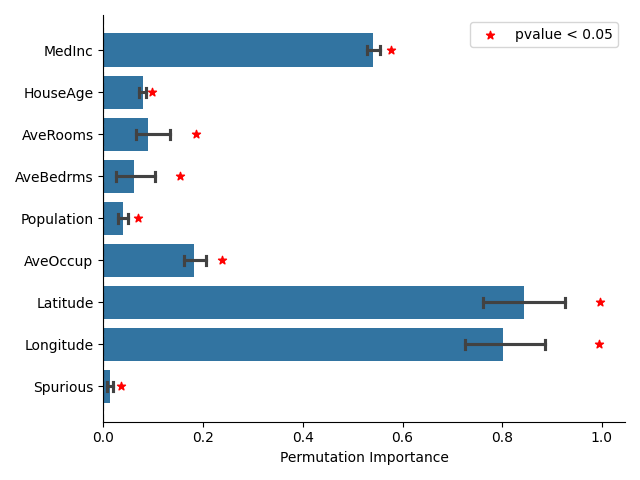 pvalue < 0.05
MedInc
HouseAge
AveRooms
AveBedrms
Population
AveOccup
Latitude
Longitude
Spurious
0.0 0.2 0.4 0.6 0.8 1.0
Permutation Importance